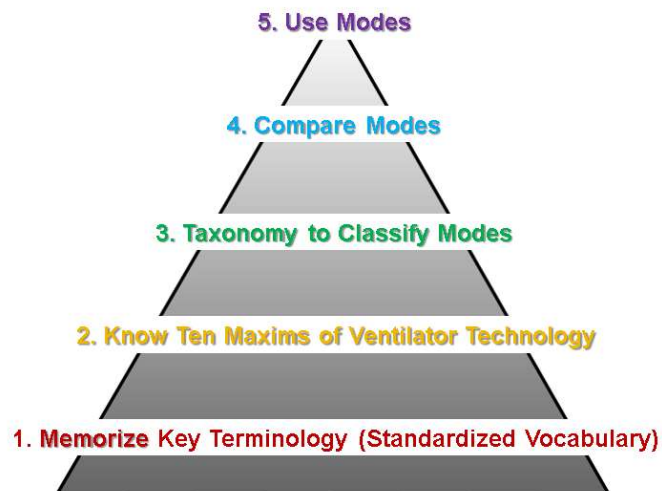 5. Use Modes
4. Compare Modes
3. Taxonomy to Classify Modes
2. Know Ten Maxims of Ventilator Technology
1. Memorize Key Terminology (Standardized Vocabulary)